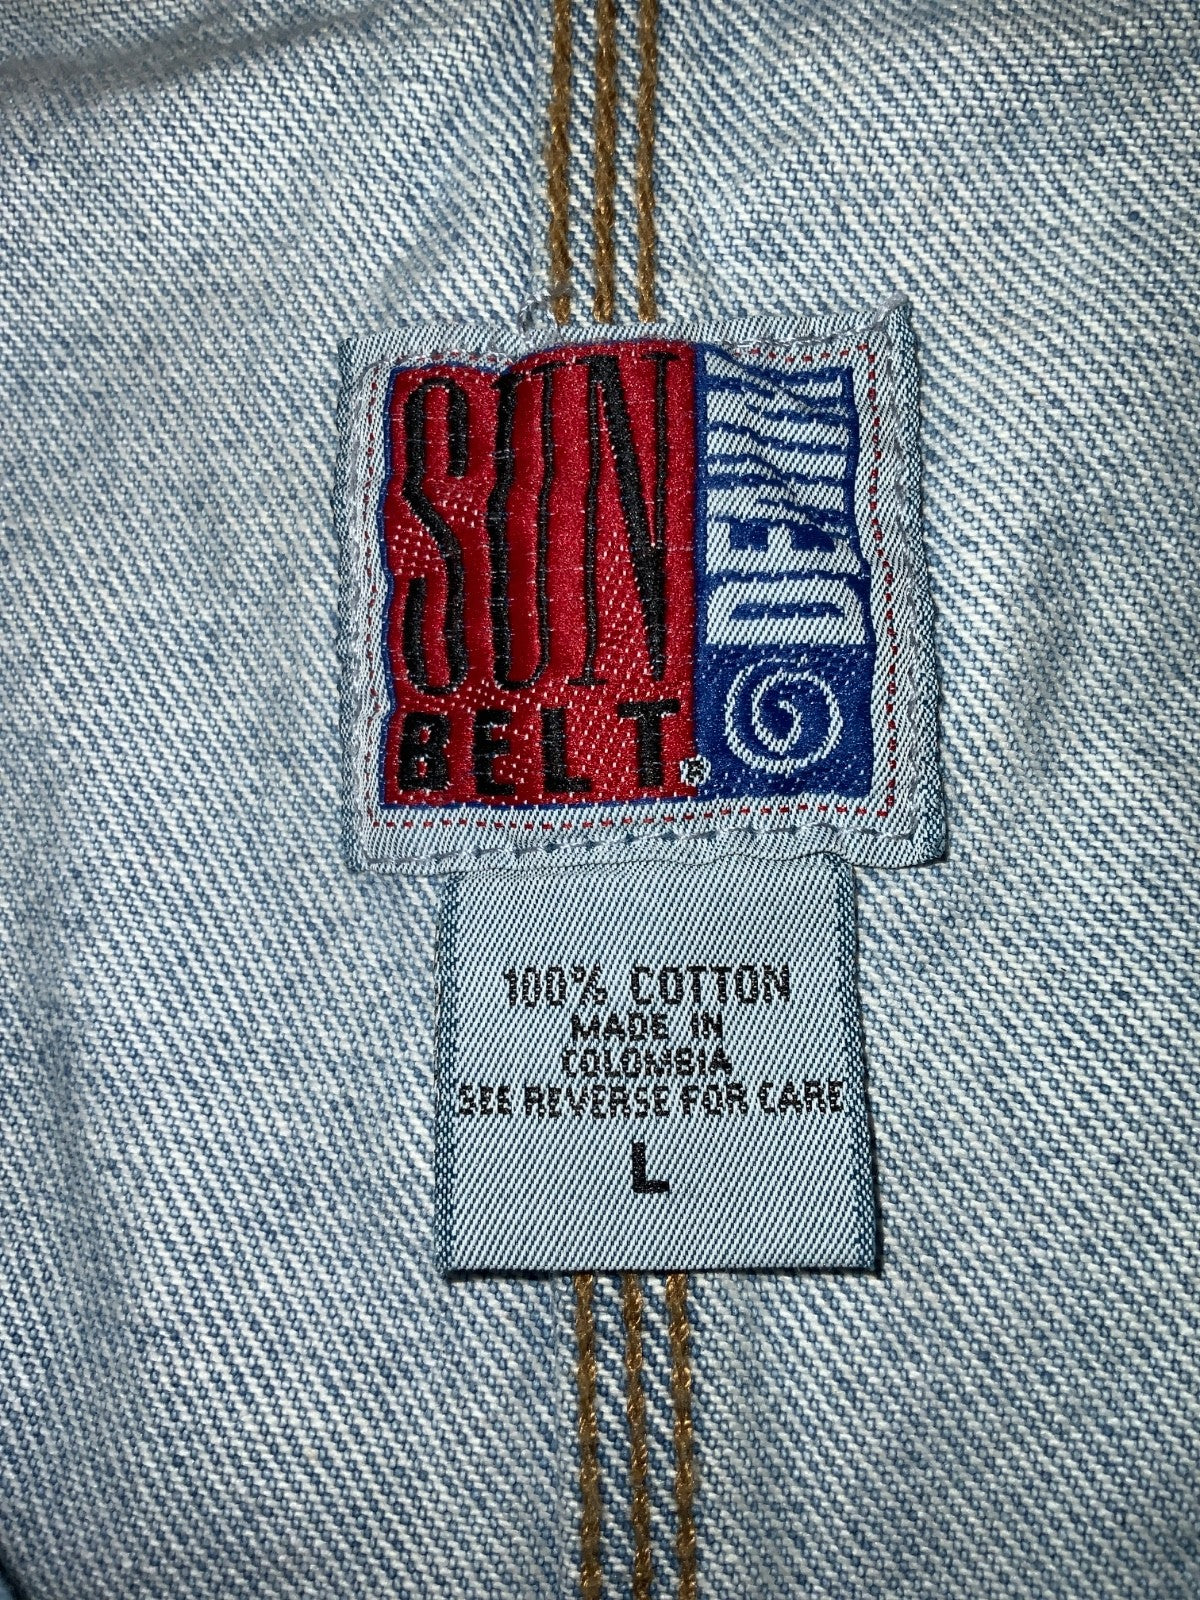 SUN
BELT®
DENIM
100% COTTON
MADE IN
COLOMBIA
SEE REVERSE FOR CARE
L